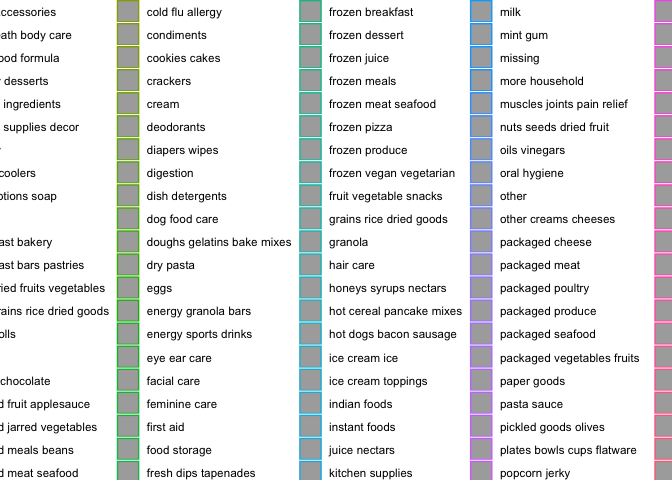 ccessories
ath body care
ood formula
desserts
ingredients
supplies decor
coolers
otions soap
ast bakery
ast bars pastries
ried fruits vegetables
rains rice dried goods
olls
chocolate
d fruit applesauce
d jarred vegetables
d meals beans
d meat seafood
cold flu allergy
condiments
cookies cakes
crackers
cream
deodorants
diapers wipes
digestion
dish detergents
dog food care
doughs gelatins bake mixes
dry pasta
eggs
energy granola bars
energy sports drinks
eye ear care
facial care
feminine care
first aid
food storage
fresh dips tapenades
frozen breakfast
frozen dessert
frozen juice
frozen meals
frozen meat seafood
frozen pizza
frozen produce
frozen vegan vegetarian
fruit vegetable snacks
grains rice dried goods
granola
hair care
honeys syrups nectars
hot cereal pancake mixes
hot dogs bacon sausage
ice cream ice
ice cream toppings
indian foods
instant foods
juice nectars
kitchen supplies
milk
mint gum
missing
more household
muscles joints pain relief
nuts seeds dried fruit
oils vinegars
oral hygiene
other
other creams cheeses
packaged cheese
packaged meat
packaged poultry
packaged produce
packaged seafood
packaged vegetables fruits
paper goods
pasta sauce
pickled goods olives
plates bowls cups flatware
popcorn jerky